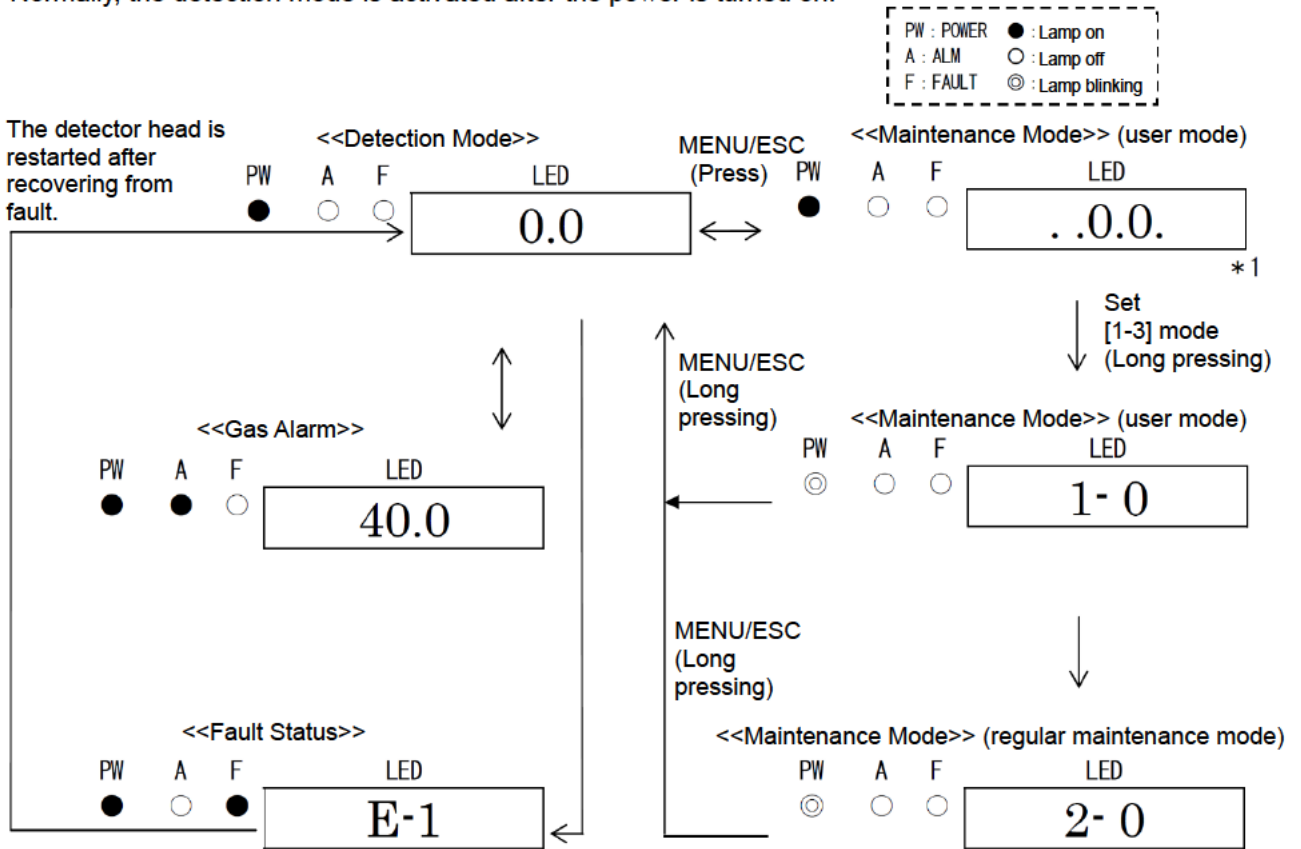 Normally, the detection mode is activated after the power is turned on.
PW : POWER ● : Lamp on
A : ALM ○ : Lamp off
F : FAULT ◎ : Lamp blinking
The detector head is
restarted after
recovering from
fault.
<<Detection Mode>>
PW A F LED
● ○ ○ 0.0
MENU/ESC
(Press)
<<Maintenance Mode>> (user mode)
PW A F LED
● ○ ○ . .0.0.
*1
Set
[1-3] mode
(Long pressing)
MENU/ESC
(Long
pressing)
<<Gas Alarm>>
PW A F LED
● ● ○ 40.0
<<Maintenance Mode>> (user mode)
PW A F LED
◎ ○ ○ 1- 0
MENU/ESC
(Long
pressing)
<<Fault Status>>
PW A F LED
● ○ ● E-1
<<Maintenance Mode>> (regular maintenance mode)
PW A F LED
◎ ○ ○ 2- 0